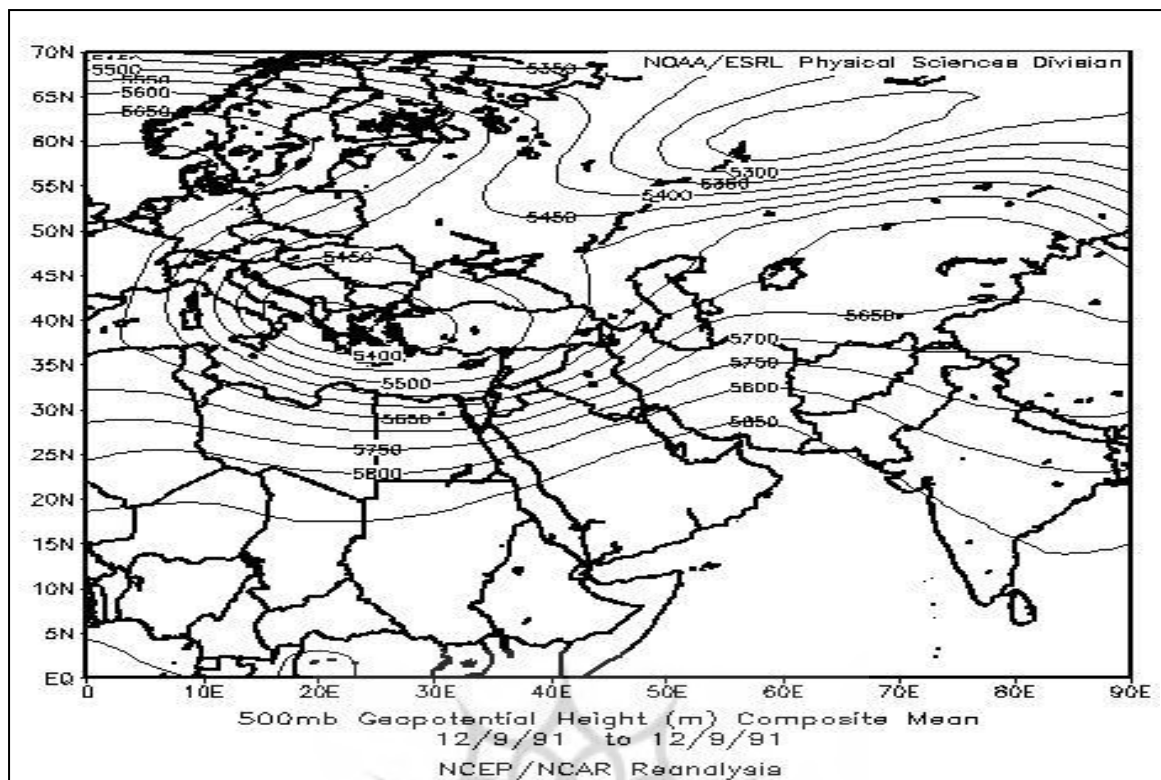 70N
NOAA/ESRL Physical Sciences Division
5500
5350
5550
65N
5600
5650
60N
5300
5350
55N
5400
5450
50N
5450
45N
40N
5650
5700
5400
35N
5750
5500
5800
30N
5650
5850
5750
25N
5800
20N
15N
10N
5N
EQ
0 10E 20E 30E 40E 50E 60E 70E 80E 90E
500mb Geopotential Height (m) Composite Mean
12/9/91 to 12/9/91
NCEP/NCAR Reanalysis